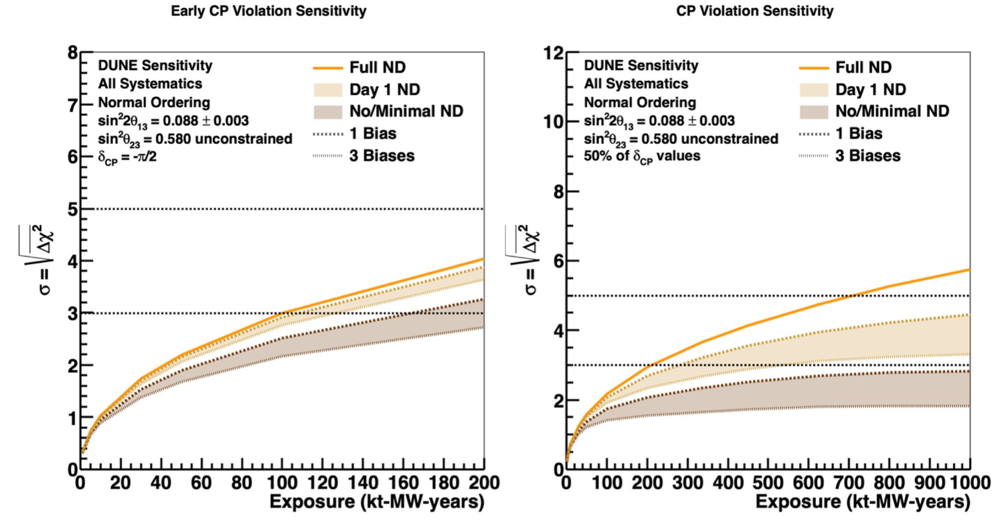 Early CP Violation Sensitivity
DUNE Sensitivity
All Systematics
Normal Ordering
sin²2θ₁₃ = 0.088 ± 0.003
sin²θ₂₃ = 0.580 unconstrained
δCP = -π/2
Full ND
Day 1 ND
No/Minimal ND
1 Bias
3 Biases
σ = √Δχ²
8
7
6
5
4
3
2
1
0
0 20 40 60 80 100 120 140 160 180 200
Exposure (kt-MW-years)
CP Violation Sensitivity
DUNE Sensitivity
All Systematics
Normal Ordering
sin²2θ₁₃ = 0.088 ± 0.003
sin²θ₂₃ = 0.580 unconstrained
50% of δCP values
Full ND
Day 1 ND
No/Minimal ND
1 Bias
3 Biases
σ = √Δχ²
12
10
8
6
4
2
0
0 100 200 300 400 500 600 700 800 900 1000
Exposure (kt-MW-years)